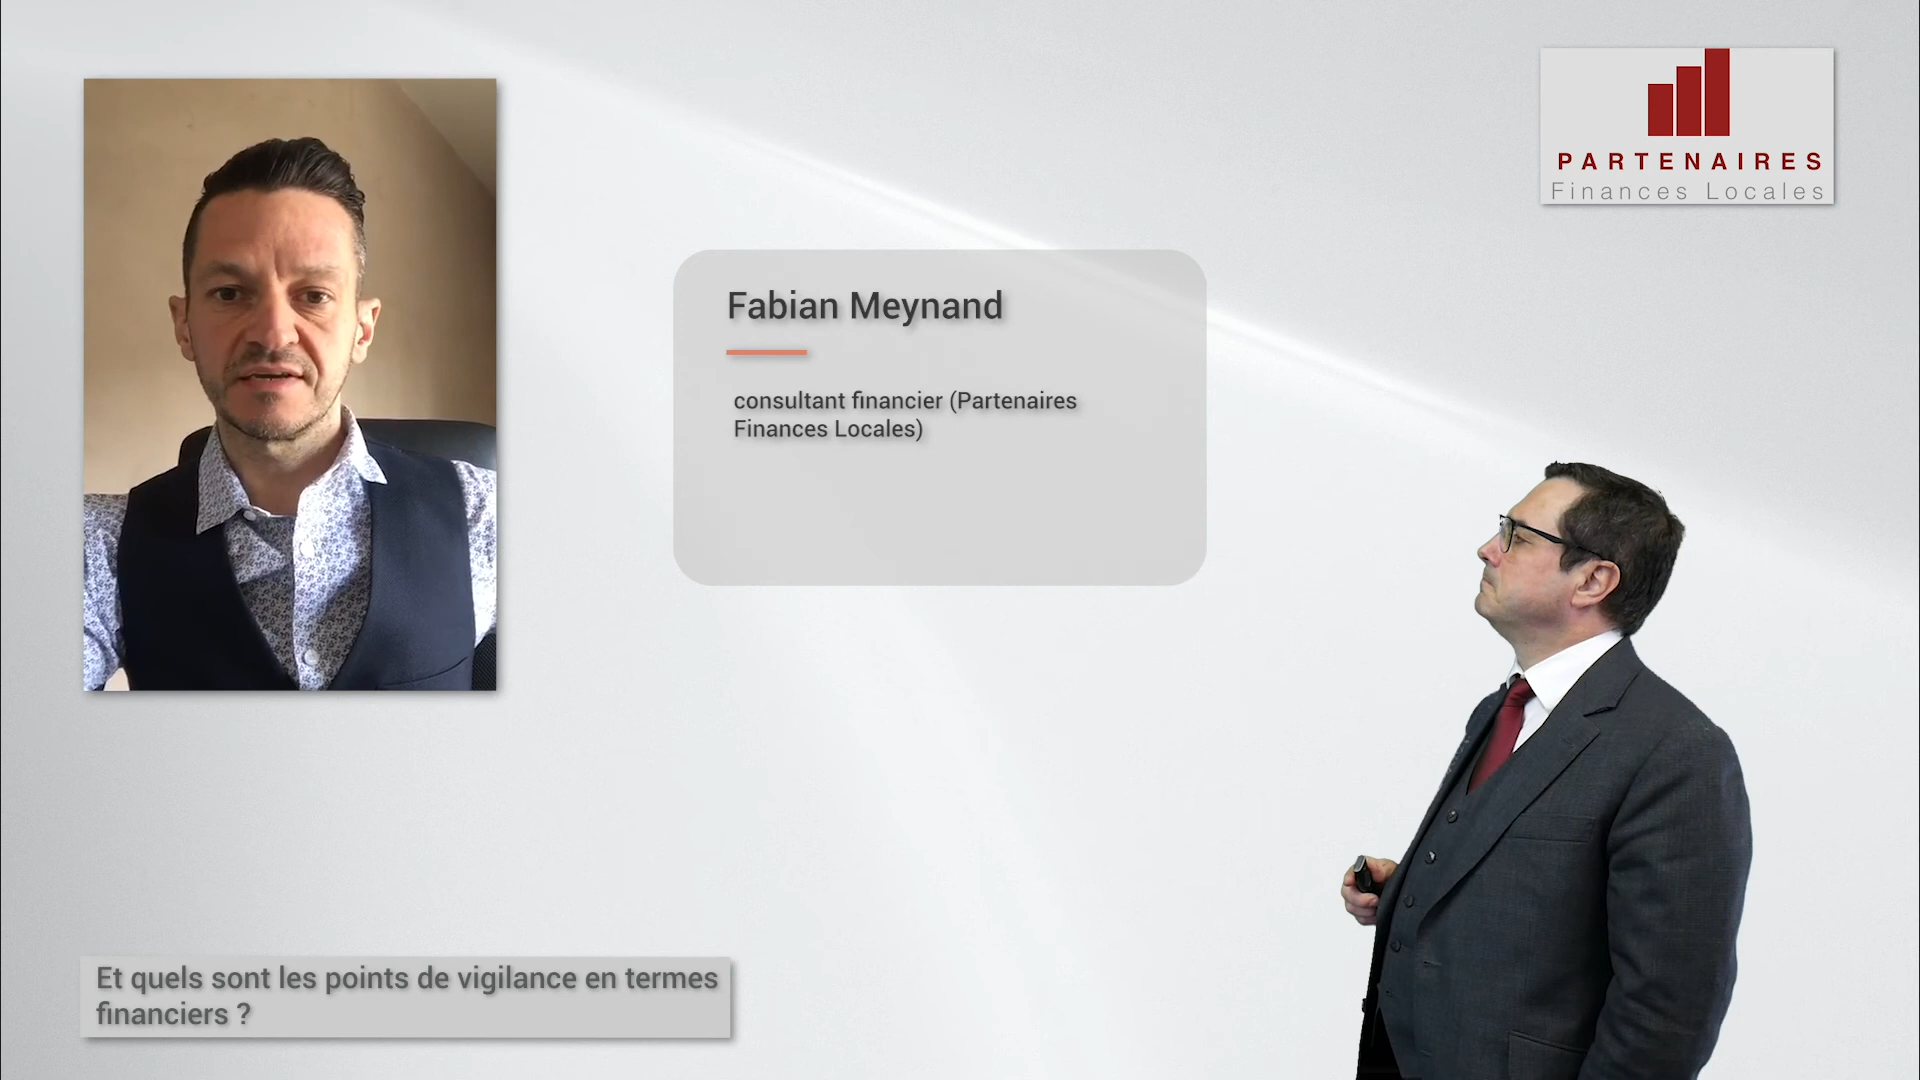 PARTENAIRES
Finances Locales
Fabian Meynand
consultant financier (Partenaires
Finances Locales)
Et quels sont les points de vigilance en termes
financiers ?